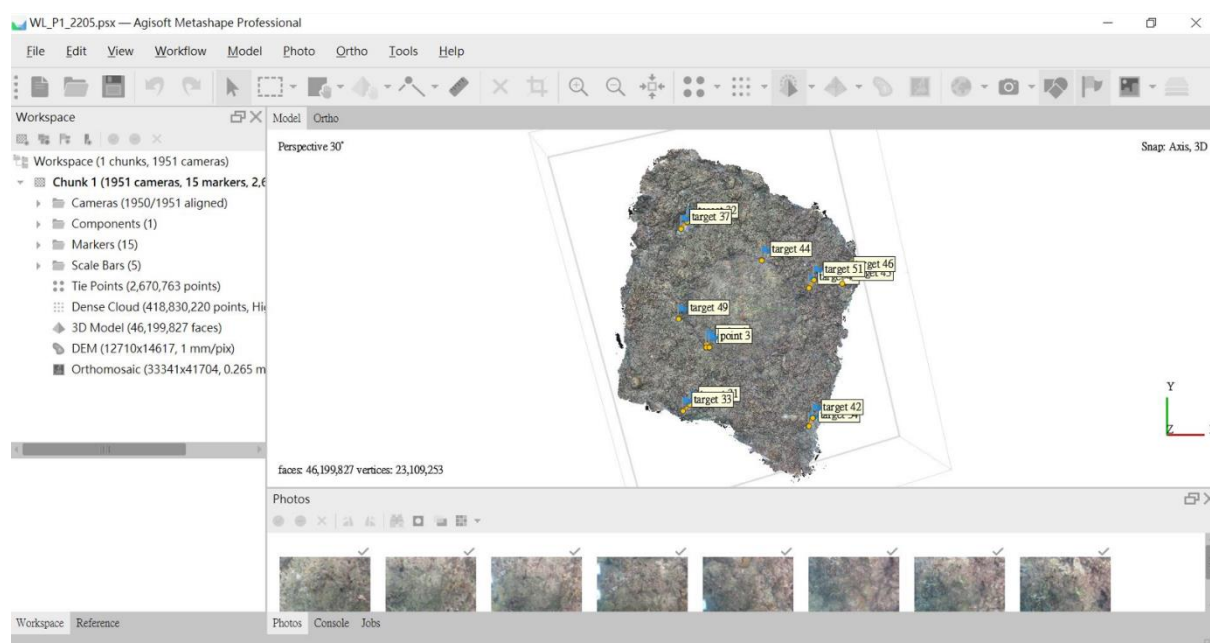 WL_P1_2205.psx — Agisoft Metashape Professional
File Edit View Workflow Model Photo Ortho Tools Help
Workspace
Workspace (1 chunks, 1951 cameras)
Chunk 1 (1951 cameras, 15 markers, 2,6
Cameras (1950/1951 aligned)
Components (1)
Markers (15)
Scale Bars (5)
Tie Points (2,670,763 points)
Dense Cloud (418,830,220 points, Hi
3D Model (46,199,827 faces)
DEM (12710x14617, 1 mm/pix)
Orthomosaic (33341x41704, 0.265 m
Workspace Reference
Model Ortho
Perspective 30°
Snap: Axis, 3D
target 37
target 44
target 46
target 51
target 49
point 3
target 33
target 42
Y
Z
faces: 46,199,827 vertices: 23,109,253
Photos
Photos Console Jobs